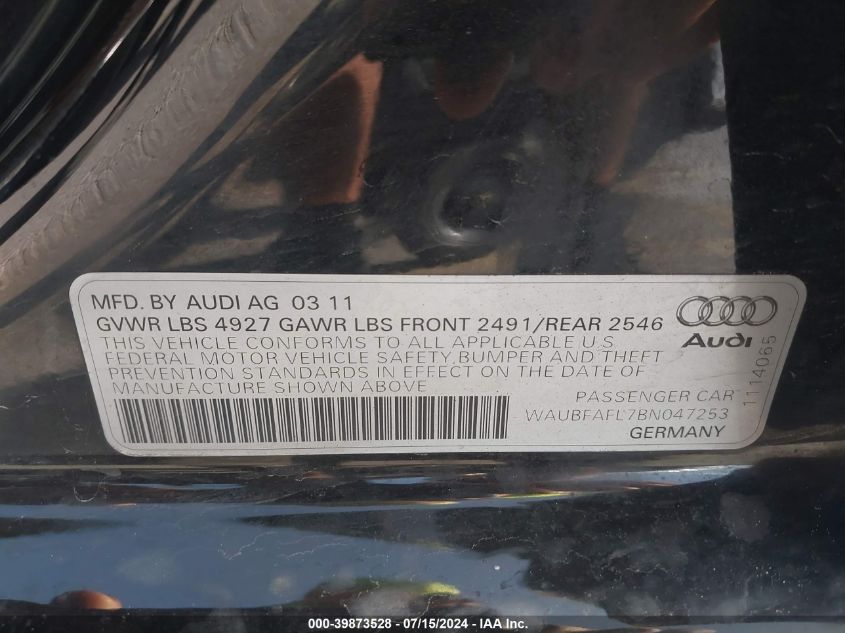 MFD. BY AUDI AG 03 11
GVWR LBS 4927 GAWR LBS FRONT 2491/REAR 2546
THIS VEHICLE CONFORMS TO ALL APPLICABLE U S
FEDERAL MOTOR VEHICLE SAFETY, BUMPER AND THEFT
PREVENTION STANDARDS IN EFFECT ON THE DATE OF
MANUFACTURE SHOWN ABOVE
Audi
1114065
PASSENGER CAR
WAUBFAFL7BN047253
GERMANY
000-39873528 - 07/15/2024 - IAA Inc.